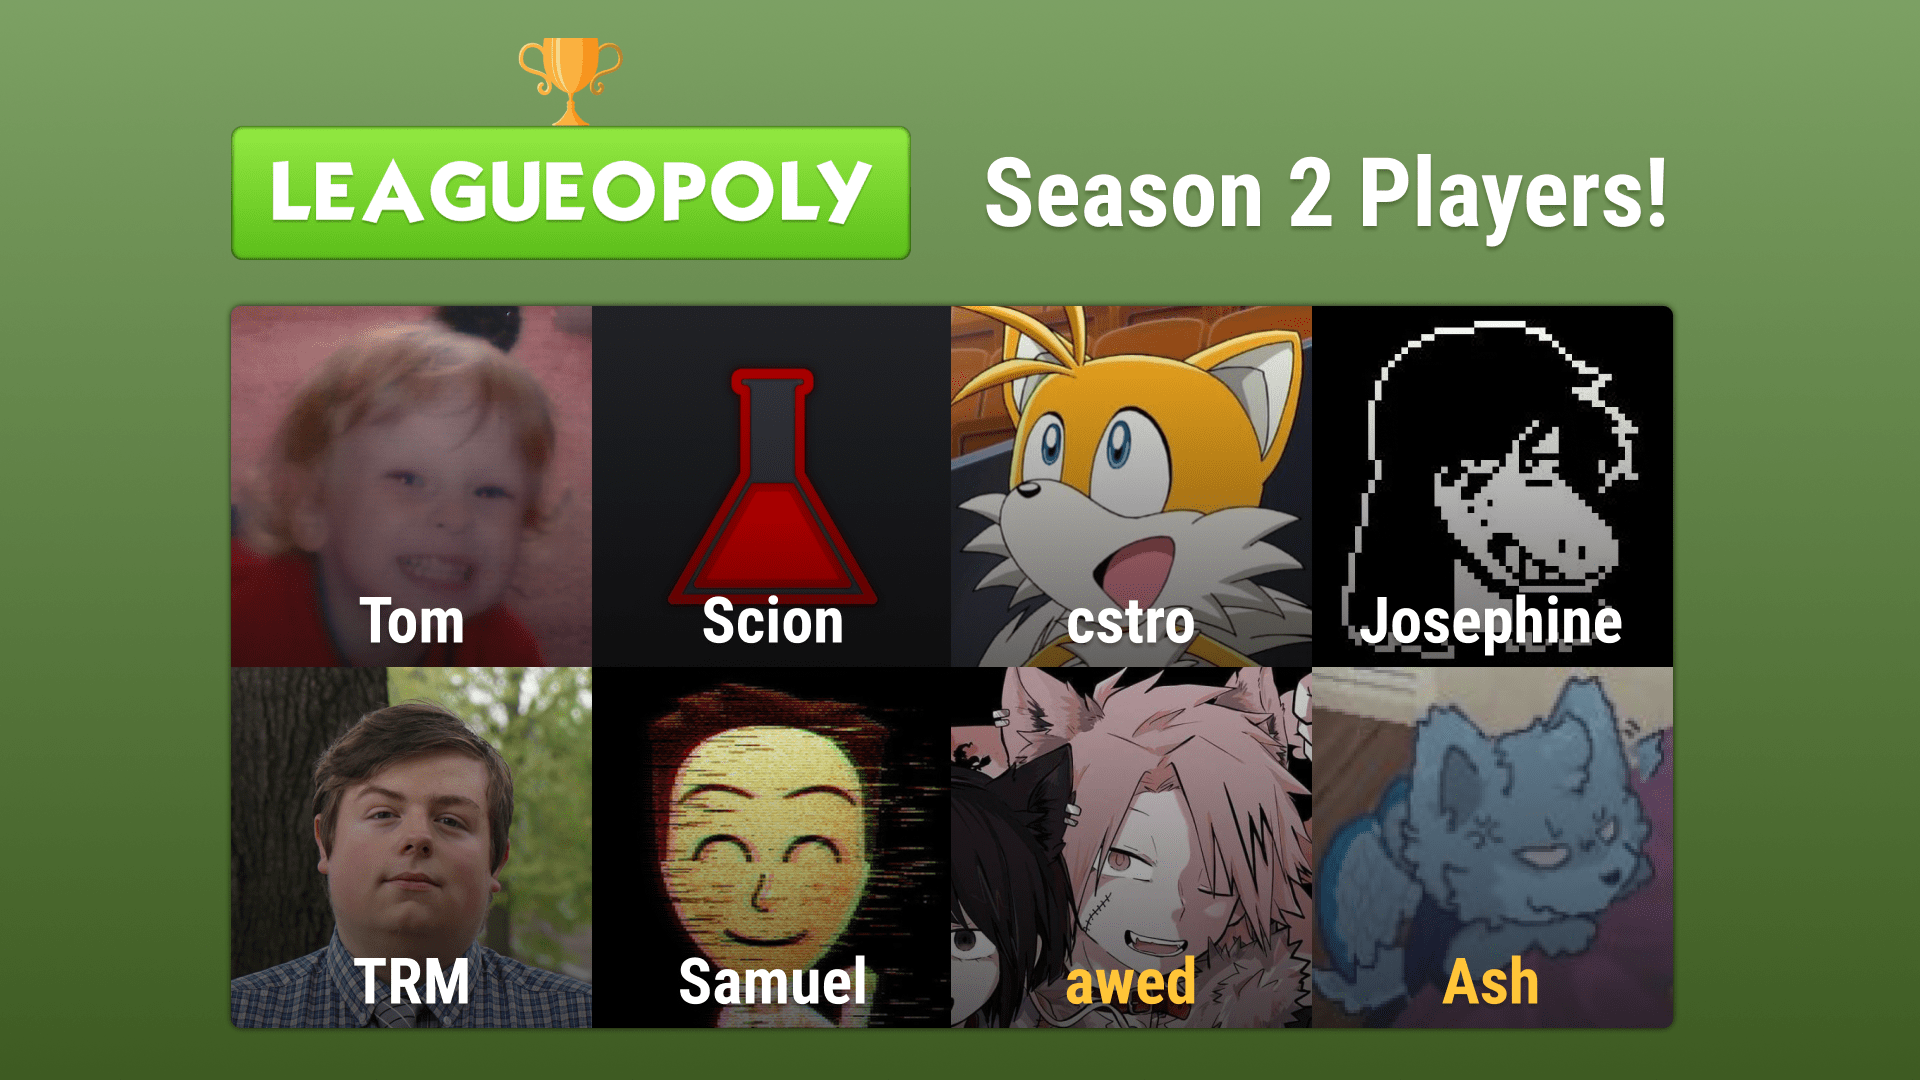 LEAGUEOPOLY
Season 2 Players!
Tom
Scion
cstro
Josephine
TRM
Samuel
awed
Ash